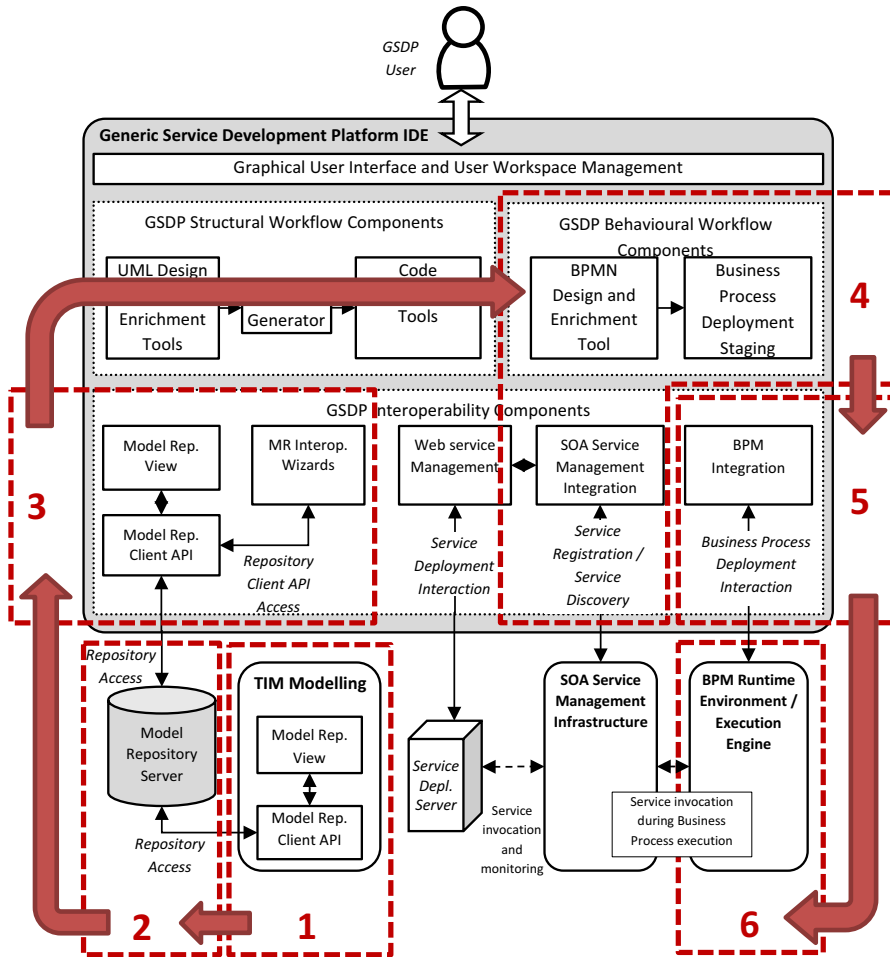 GSDP
User
Generic Service Development Platform IDE
Graphical User Interface and User Workspace Management
GSDP Structural Workflow Components
UML Design
Enrichment
Tools
Generator
Code
Tools
GSDP Behavioural Workflow
Components
BPMN
Design and
Enrichment
Tool
Business
Process
Deployment
Staging
4
GSDP Interoperability Components
Model Rep.
View
MR Interop.
Wizards
Model Rep.
Client API
Repository
Client API
Access
3
Web service
Management
SOA Service
Management
Integration
BPM
Integration
5
Service
Deployment
Interaction
Service
Registration /
Service
Discovery
Business Process
Deployment
Interaction
Repository
Access
Model
Repository
Server
TIM Modelling
Model Rep.
View
Model Rep.
Client API
Repository
Access
Service
Depl.
Server
Service
invocation
and
monitoring
SOA Service
Management
Infrastructure
BPM Runtime
Environment /
Execution
Engine
Service invocation
during Business
Process execution
2
1
6